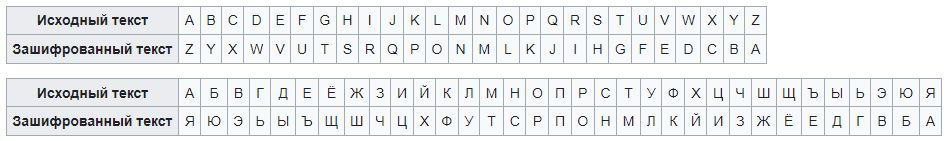 Исходный текст A B C D E F G H I J K L M N O P Q R S T U V W X Y Z
Зашифрованный текст Z Y X W V U T S R Q P O N M L K J I H G F E D C B A
Исходный текст А Б В Г Д Е Ё Ж З И Й К Л М Н О П Р С Т У Ф Х Ц Ч Ш Щ Ъ Ы Ь Э Ю Я
Зашифрованный текст Я Ю Э Ь Ы Ъ Щ Ш Ч Ц Х Ф У Т С Р П О Н М Л К Й И З Ж Ё Е Д Г В Б А